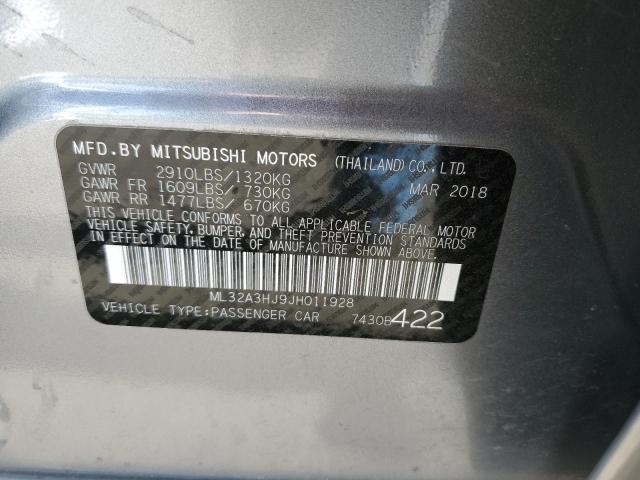 MFD.BY MITSUBISHI MOTORS (THAILAND) CO.,LTD.
GVWR 2910LBS/1320KG MAR 2018
GAWR FR 1609LBS/ 730KG
GAWR RR 1477LBS/ 670KG
THIS VEHICLE CONFORMS TO ALL APPLICABLE FEDERAL MOTOR
VEHICLE SAFETY, BUMPER, AND THEFT PREVENTION STANDARDS
IN EFFECT ON THE DATE OF MANUFACTURE SHOWN ABOVE.
ML32A3HJ9JH011928
VEHICLE TYPE:PASSENGER CAR 7430B422